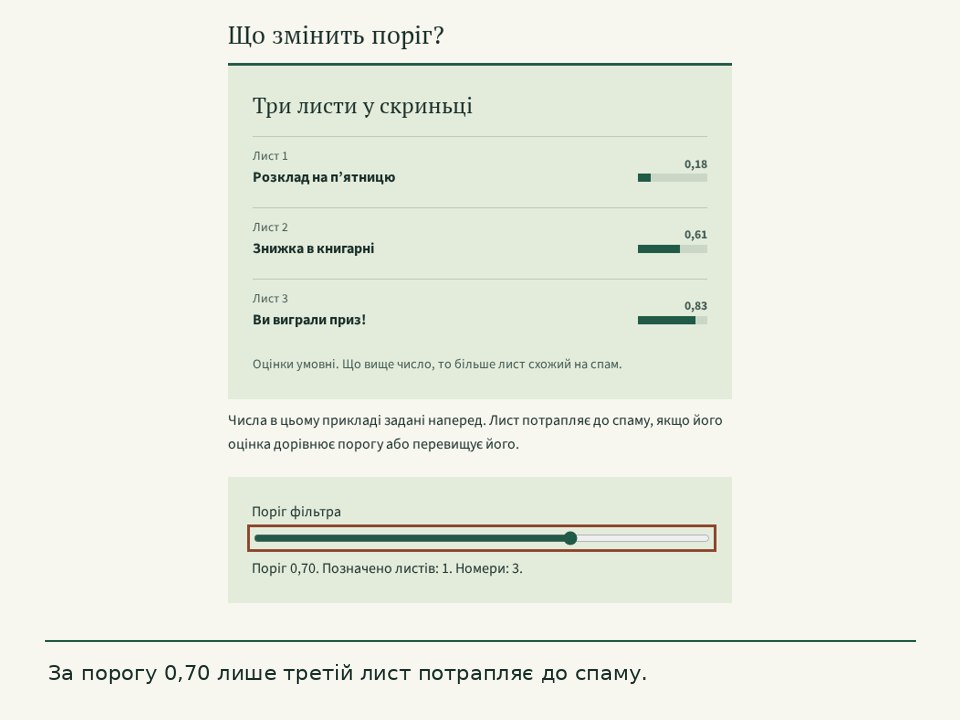 Що змінить поріг?
Три листи у скриньці
Лист 1
Розклад на п’ятницю
0,18
Лист 2
Знижка в книгарні
0,61
Лист 3
Ви виграли приз!
0,83
Оцінки умовні. Що вище число, то більше лист схожий на спам.
Числа в цьому прикладі задані наперед. Лист потрапляє до спаму, якщо його
оцінка дорівнює порогу або перевищує його.
Поріг фільтра
Поріг 0,70. Позначено листів: 1. Номери: 3.
За порогу 0,70 лише третій лист потрапляє до спаму.